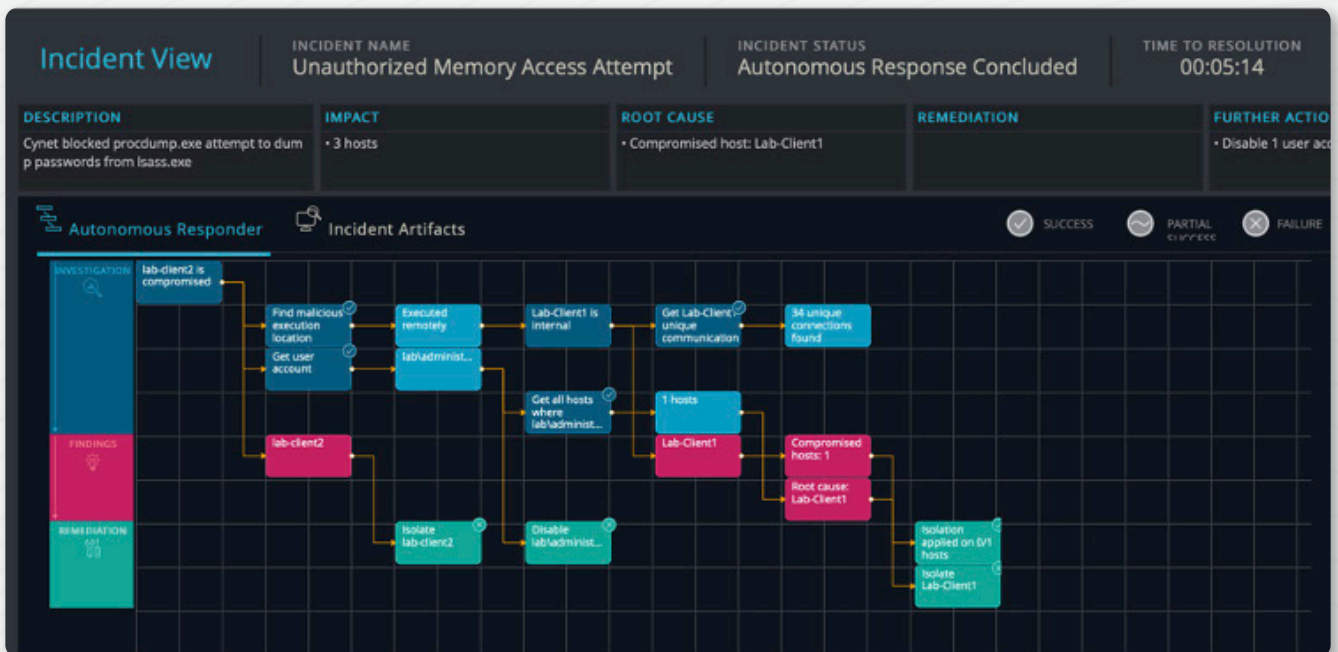 Incident View
INCIDENT NAME
Unauthorized Memory Access Attempt
INCIDENT STATUS
Autonomous Response Concluded
TIME TO RESOLUTION
00:05:14
DESCRIPTION
Cynet blocked procdump.exe attempt to dum
p passwords from lsass.exe
IMPACT
• 3 hosts
ROOT CAUSE
• Compromised host: Lab-Client1
REMEDIATION
FURTHER ACTIO
• Disable 1 user acc
Autonomous Responder
Incident Artifacts
SUCCESS
PARTIAL
SUCCESS
FAILURE
INVESTIGATION
lab-client2 is
compromised
Find malicious
execution
location
Executed
remotely
Lab-Client1 is
internal
Get Lab-Client
unique
communication
34 unique
connections
found
Get user
account
lab\administ...
Get all hosts
where
lab\administ...
1 hosts
FINDINGS
lab-client2
Lab-Client1
Compromised
hosts: 1
Root cause:
Lab-Client1
REMEDIATION
Isolate
lab-client2
Disable
lab\administ...
Isolation
applied on 0/1
hosts
Isolate
Lab-Client1